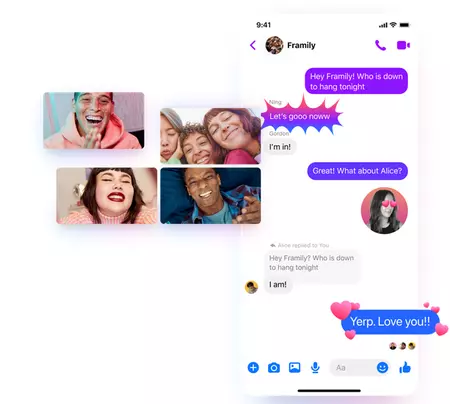 9:41
Framily
Hey Framily! Who is down
to hang tonight
Ning
Let's gooo noww
Gordon
I'm in!
Great! What about Alice?
Alice replied to You
Hey Framily? Who is down
to hang tonight
I am!
Yerp. Love you!!
Aa